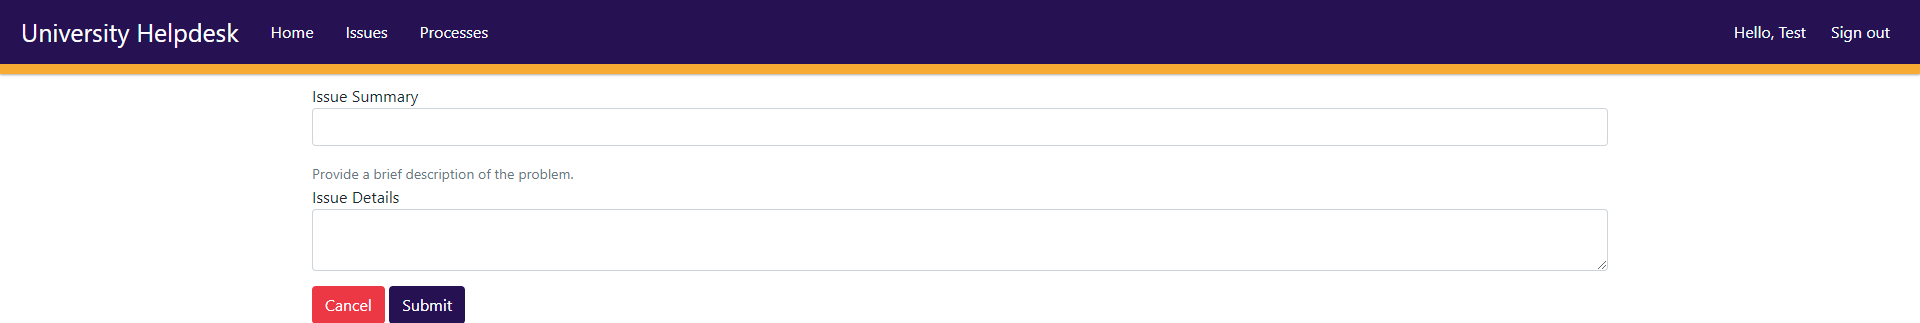 University Helpdesk Home Issues Processes Hello, Test Sign out
Issue Summary
Provide a brief description of the problem.
Issue Details
Cancel Submit